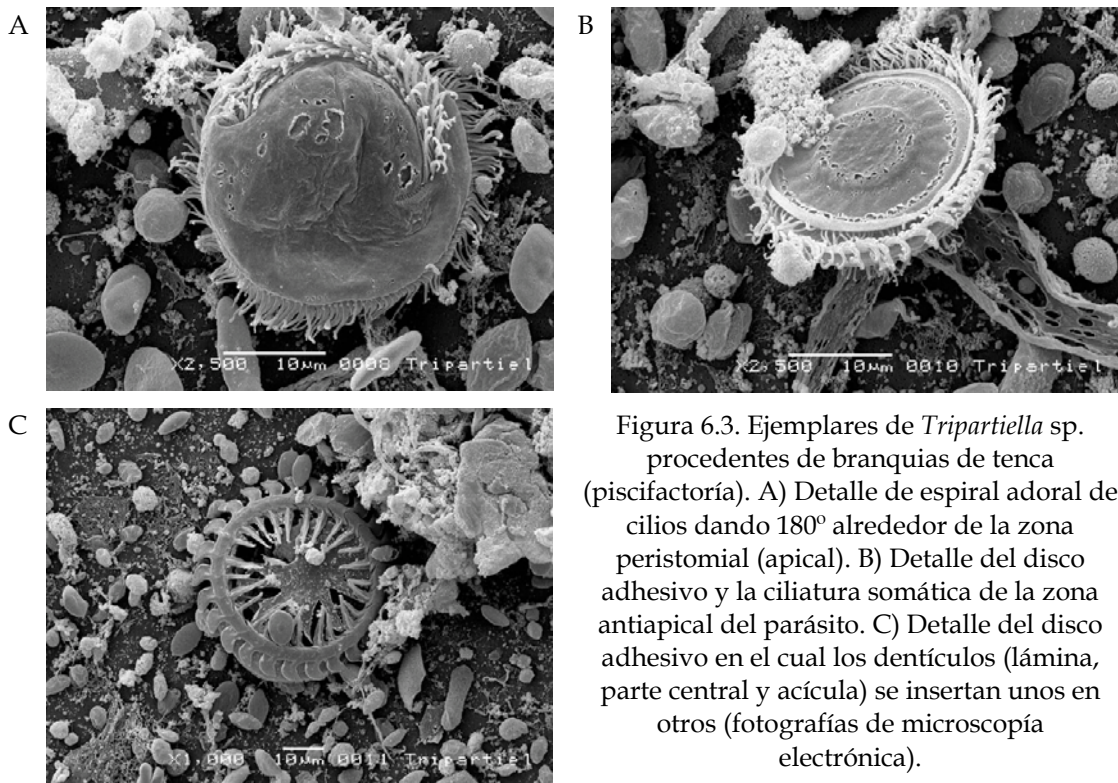 A
X2,500 10µm 0008 Tripartiel
B
X2,500 10µm 0010 Tripartiel
C
X1,000 10µm 0011 Tripartiel
Figura 6.3. Ejemplares de Tripartiella sp.
procedentes de branquias de tenca
(piscifactoría). A) Detalle de espiral adoral de
cilios dando 180º alrededor de la zona
peristomial (apical). B) Detalle del disco
adhesivo y la ciliatura somática de la zona
antiapical del parásito. C) Detalle del disco
adhesivo en el cual los dentículos (lámina,
parte central y acícula) se insertan unos en
otros (fotografías de microscopía
electrónica).